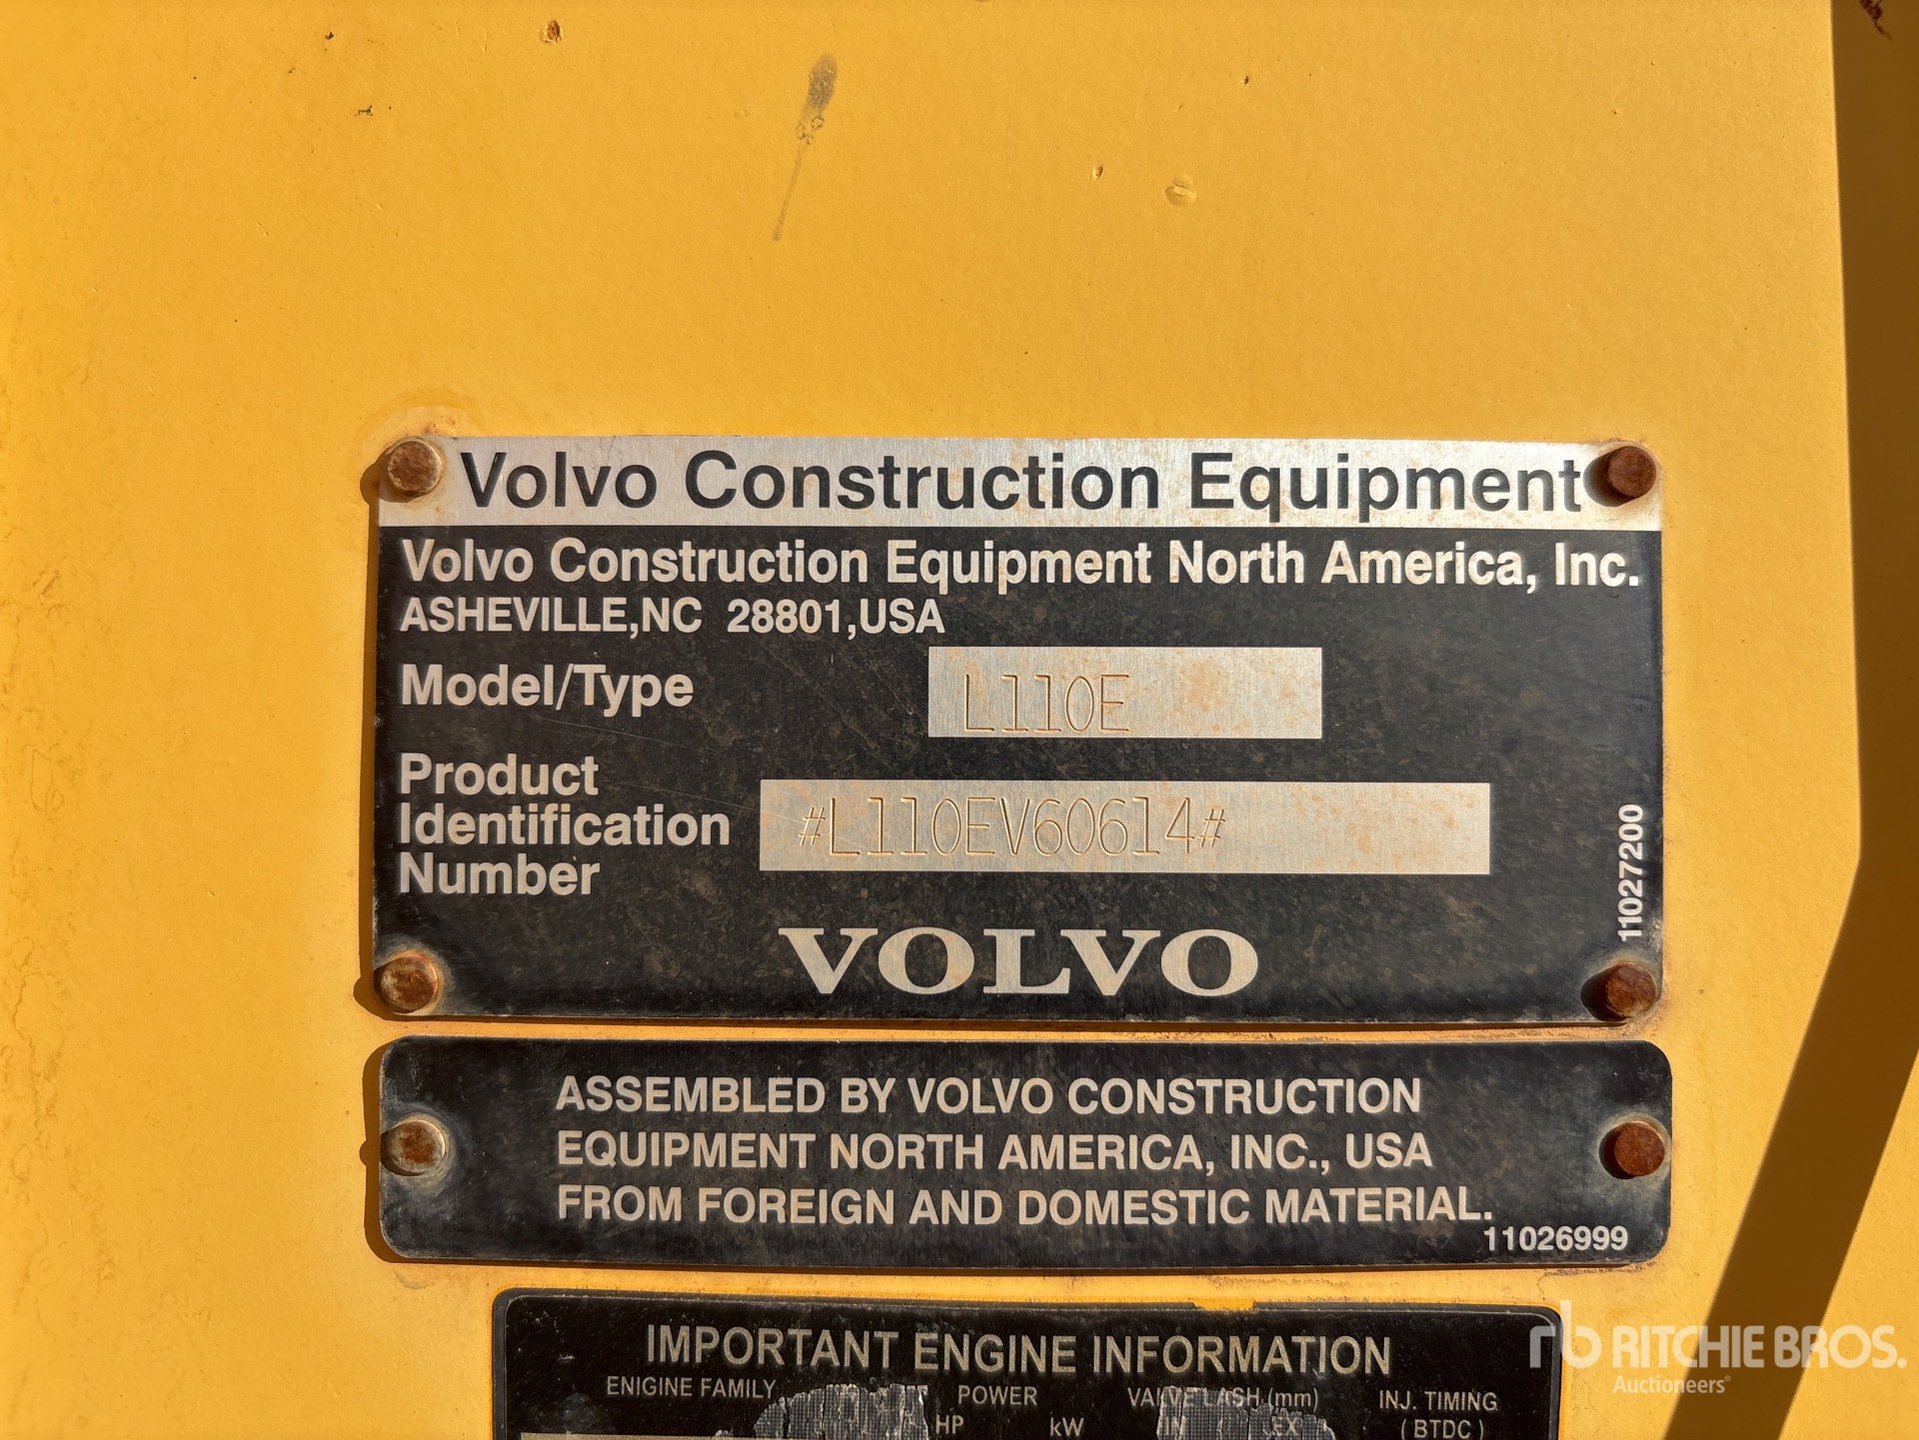 Volvo Construction Equipment
Volvo Construction Equipment North America, Inc.
ASHEVILLE,NC 28801,USA
Model/Type L110E
Product
Identification
Number
#L110EV60614#
11027200
VOLVO
ASSEMBLED BY VOLVO CONSTRUCTION
EQUIPMENT NORTH AMERICA, INC., USA
FROM FOREIGN AND DOMESTIC MATERIAL.
11026999
IMPORTANT ENGINE INFORMATION
ENIGINE FAMILY POWER VALVE LASH (mm) INJ. TIMING
HP kW IN EX (BTDC)
rb RITCHIE BROS.
Auctioneers®